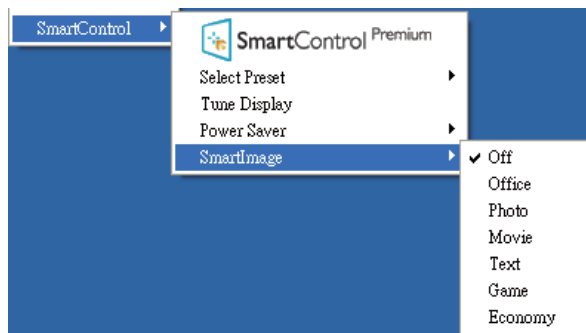 SmartControl
SmartControl Premium
Select Preset
Tune Display
Power Saver
SmartImage
Off
Office
Photo
Movie
Text
Game
Economy